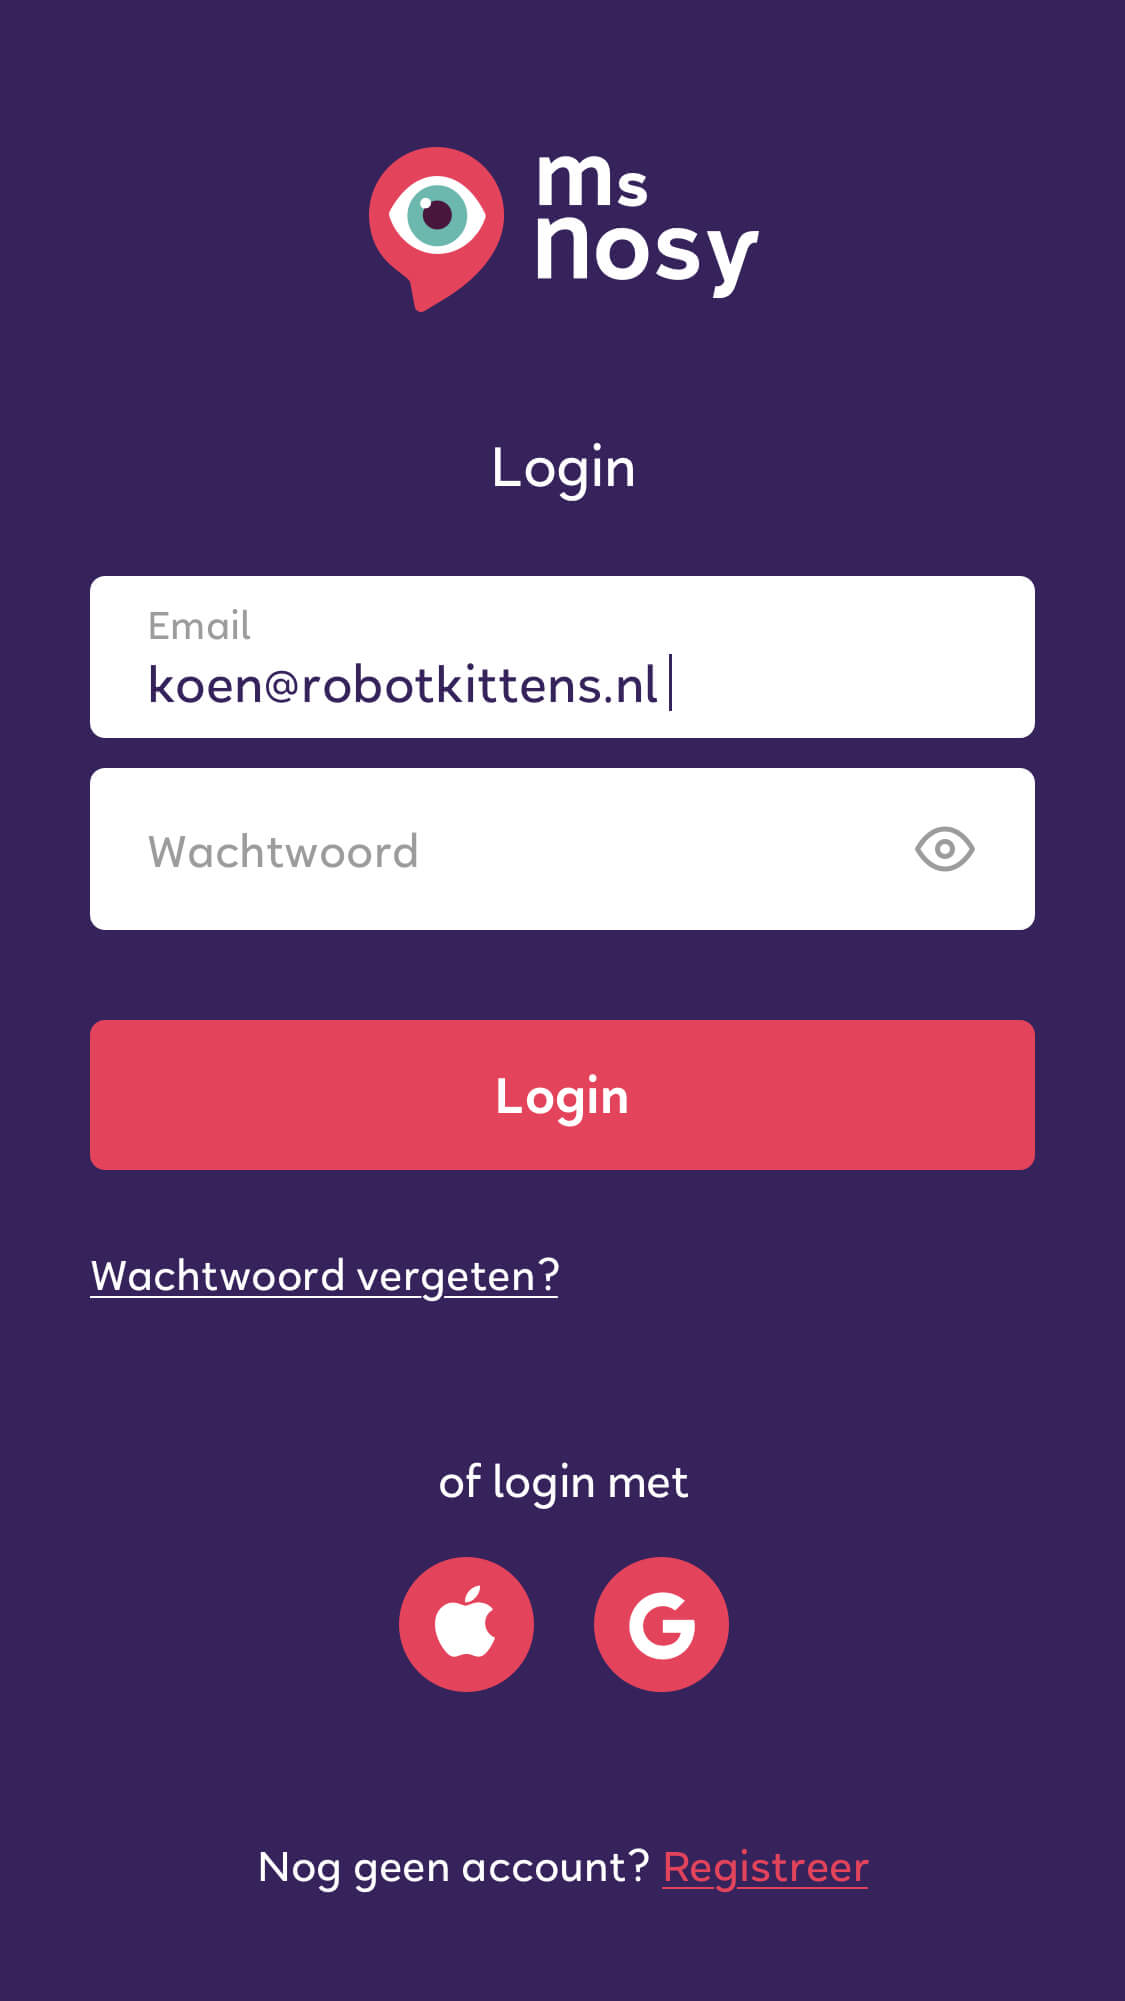 ms
nosy
Login
Email
koen@robotkittens.nl
Wachtwoord
Login
Wachtwoord vergeten?
of login met
Nog geen account? Registreer